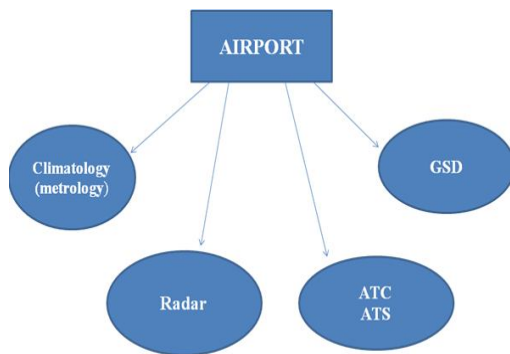 AIRPORT
Climatology
(metrology)
GSD
Radar
ATC
ATS